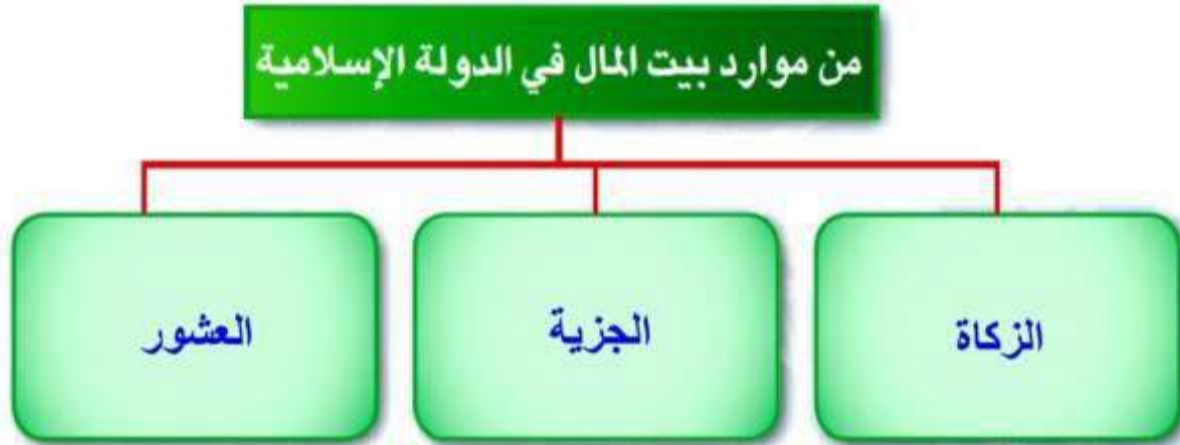 من موارد بيت المال في الدولة الإسلامية
الزكاة
الجزية
العشور